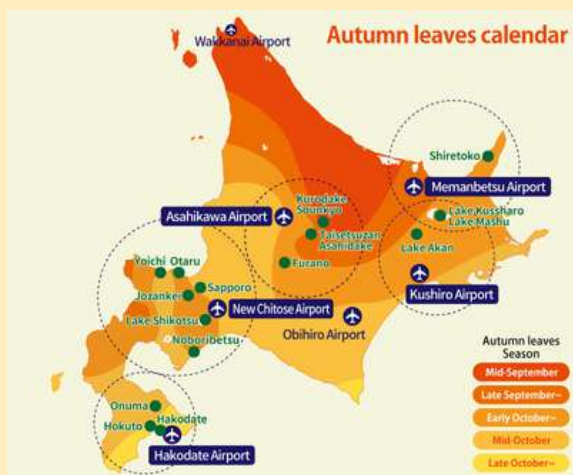 Autumn leaves calendar
Wakkanai Airport
Shiretoko
Memanbetsu Airport
Kurodake
Sounkyo
Asahikawa Airport
Taisetsuzan
Asahidake
Lake Kussharo
Lake Mashu
Lake Akan
Furano
Kushiro Airport
Yoichi Otaru
Sapporo
Jozankei
New Chitose Airport
Lake Shikotsu
Obihiro Airport
Noboribetsu
Onuma
Hokuto
Hakodate
Hakodate Airport
Autumn leaves
Season
Mid-September
Late September~
Early October~
Mid-October
Late October~